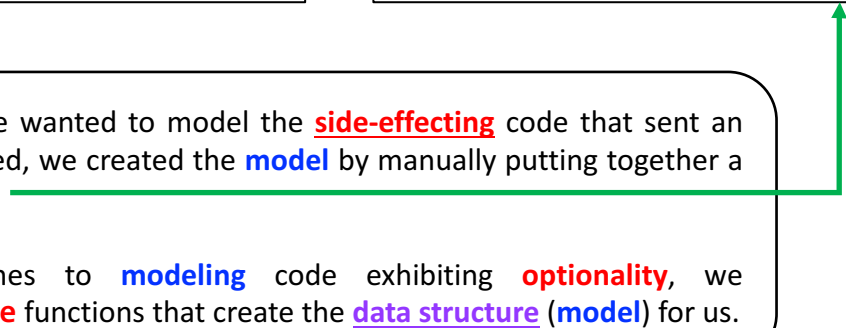 e wanted to model the side-effecting code that sent an
ed, we created the model by manually putting together a
nes to modeling code exhibiting optionality, we
e functions that create the data structure (model) for us.